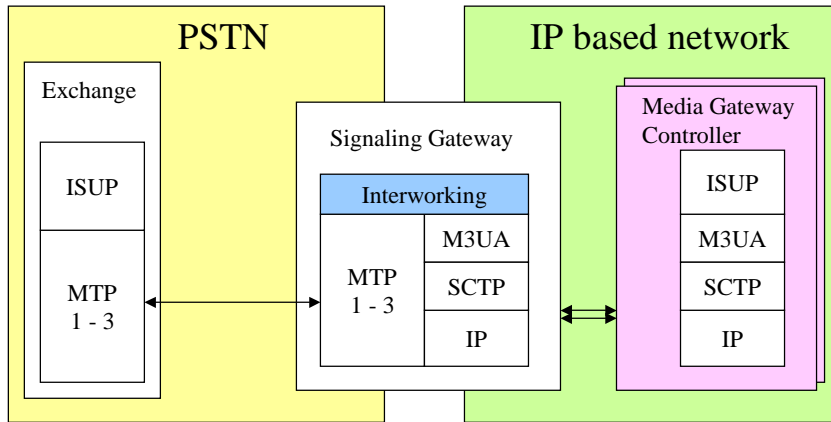 PSTN
IP based network
Exchange
ISUP
MTP
1 - 3
Signaling Gateway
Interworking
MTP
1 - 3
M3UA
SCTP
IP
Media Gateway
Controller
ISUP
M3UA
SCTP
IP